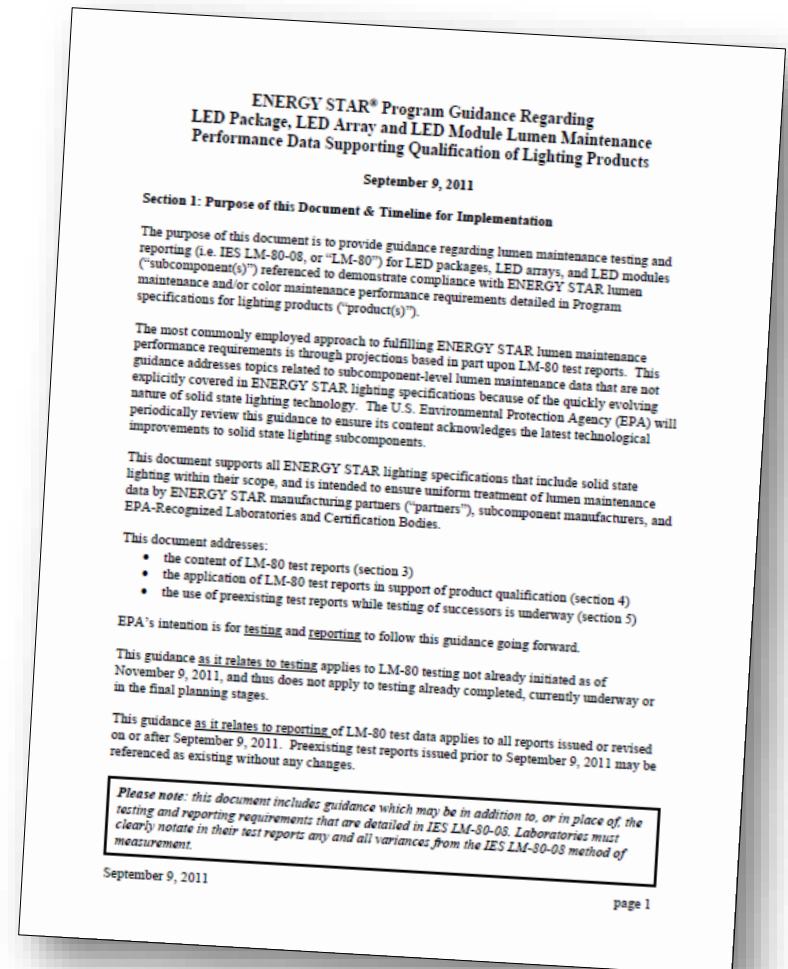 ENERGY STAR® Program Guidance Regarding
LED Package, LED Array and LED Module Lumen Maintenance
Performance Data Supporting Qualification of Lighting Products
September 9, 2011
Section 1: Purpose of this Document & Timeline for Implementation
The purpose of this document is to provide guidance regarding lumen maintenance testing and
reporting (i.e. IES LM-80-08, or “LM-80”) for LED packages, LED arrays, and LED modules
(“subcomponent(s)”) referenced to demonstrate compliance with ENERGY STAR lumen
maintenance and/or color maintenance performance requirements detailed in Program
specifications for lighting products (“product(s)”).
The most commonly employed approach to fulfilling ENERGY STAR lumen maintenance
performance requirements is through projections based in part upon LM-80 test reports. This
guidance addresses topics related to subcomponent-level lumen maintenance data that are not
explicitly covered in ENERGY STAR lighting specifications because of the quickly evolving
nature of solid state lighting technology. The U.S. Environmental Protection Agency (EPA) will
periodically review this guidance to ensure its content acknowledges the latest technological
improvements to solid state lighting subcomponents.
This document supports all ENERGY STAR lighting specifications that include solid state
lighting within their scope, and is intended to ensure uniform treatment of lumen maintenance
data by ENERGY STAR manufacturing partners (“partners”), subcomponent manufacturers, and
EPA-Recognized Laboratories and Certification Bodies.
This document addresses:
• the content of LM-80 test reports (section 3)
• the application of LM-80 test reports in support of product qualification (section 4)
• the use of preexisting test reports while testing of successors is underway (section 5)
EPA’s intention is for testing and reporting to follow this guidance going forward.
This guidance as it relates to testing applies to LM-80 testing not already initiated as of
November 9, 2011, and thus does not apply to testing already completed, currently underway or
in the final planning stages.
This guidance as it relates to reporting of LM-80 test data applies to all reports issued or revised
on or after September 9, 2011. Preexisting test reports issued prior to September 9, 2011 may be
referenced as existing without any changes.
Please note: this document includes guidance which may be in addition to, or in place of, the
testing and reporting requirements that are detailed in IES LM-80-08. Laboratories must
clearly notate in their test reports any and all variances from the IES LM-80-08 method of
measurement.
September 9, 2011
page 1